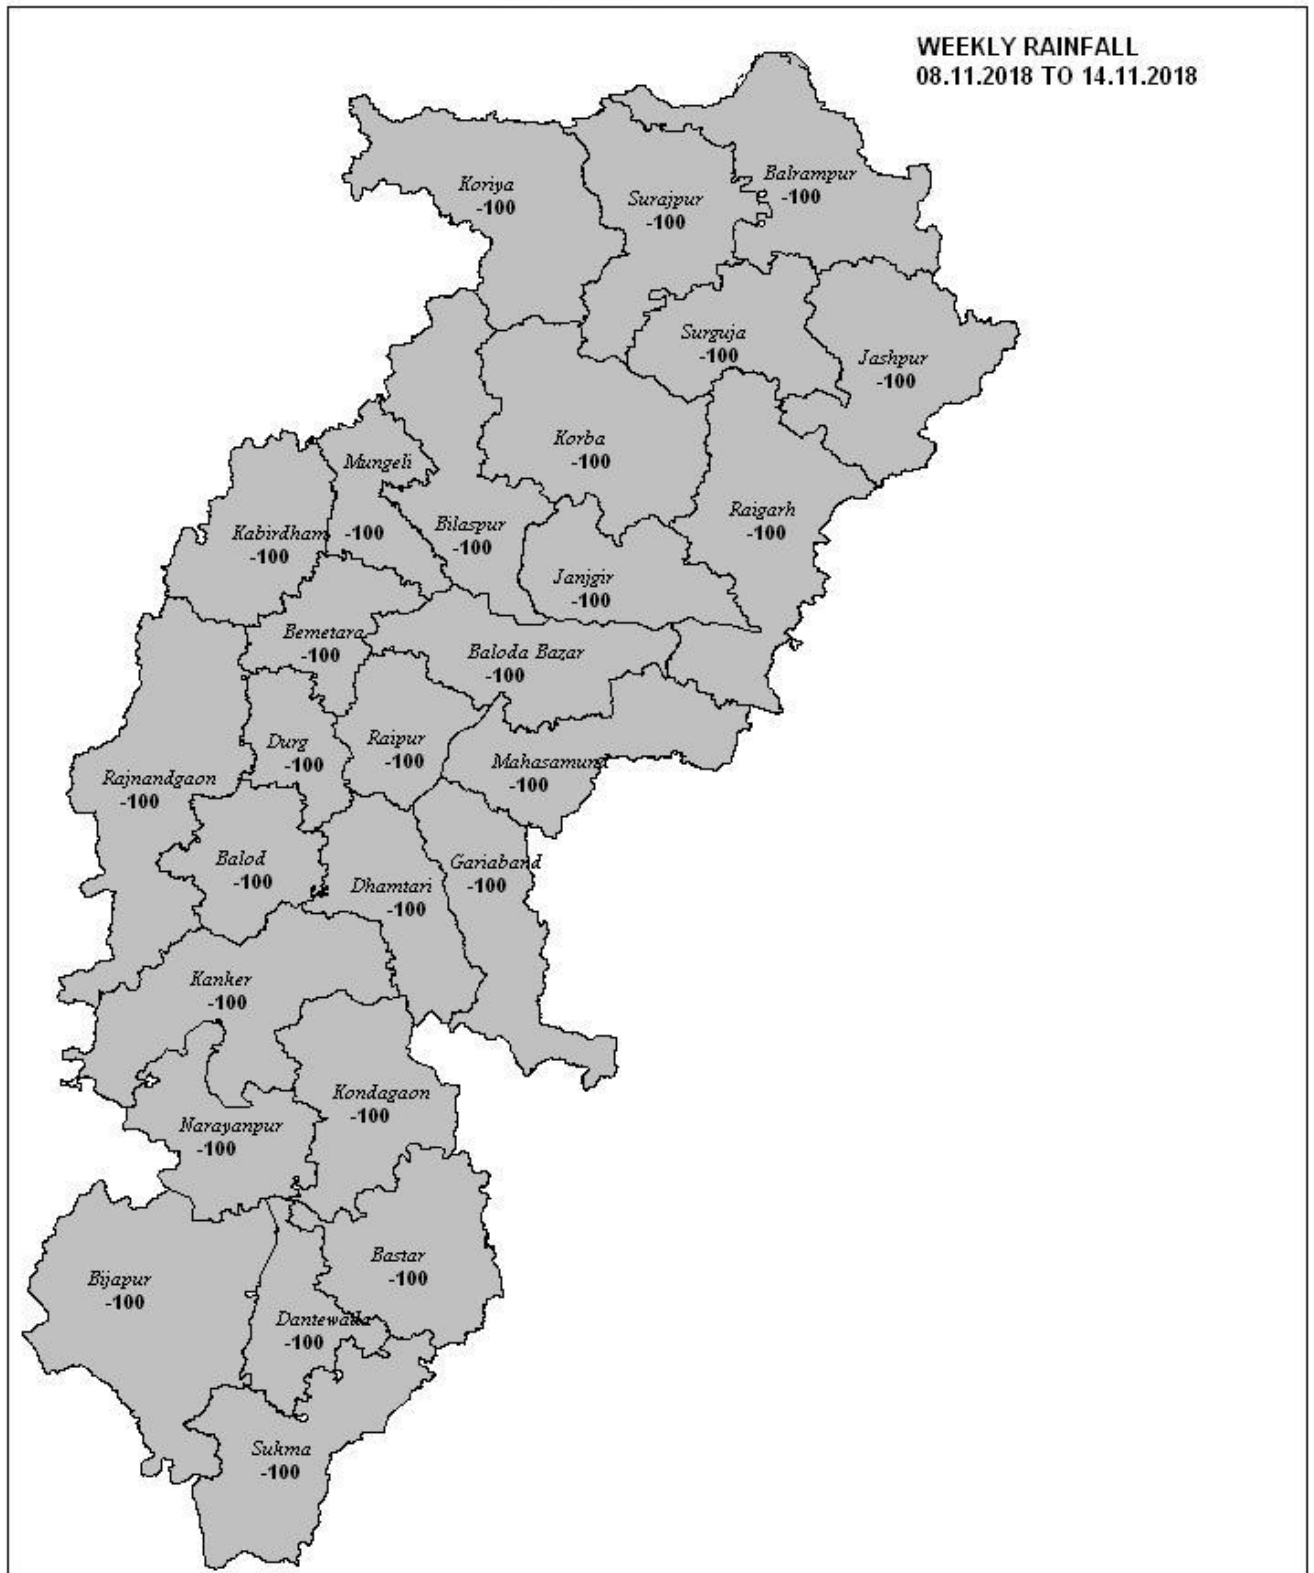 WEEKLY RAINFALL
08.11.2018 TO 14.11.2018
Koriya
-100
Surajpur
-100
Balrampur
-100
Surguja
-100
Jashpur
-100
Korba
-100
Mungeli
-100
Kabirdham
-100
Bilaspur
-100
Raigarh
-100
Janjgir
-100
Bemetara
-100
Baloda Bazar
-100
Durg
-100
Raipur
-100
Mahasamund
-100
Rajnandgaon
-100
Balod
-100
Dhamtari
-100
Gariaband
-100
Kanker
-100
Kondagaon
-100
Narayanpur
-100
Bastar
-100
Bijapur
-100
Dantewada
-100
Sukma
-100